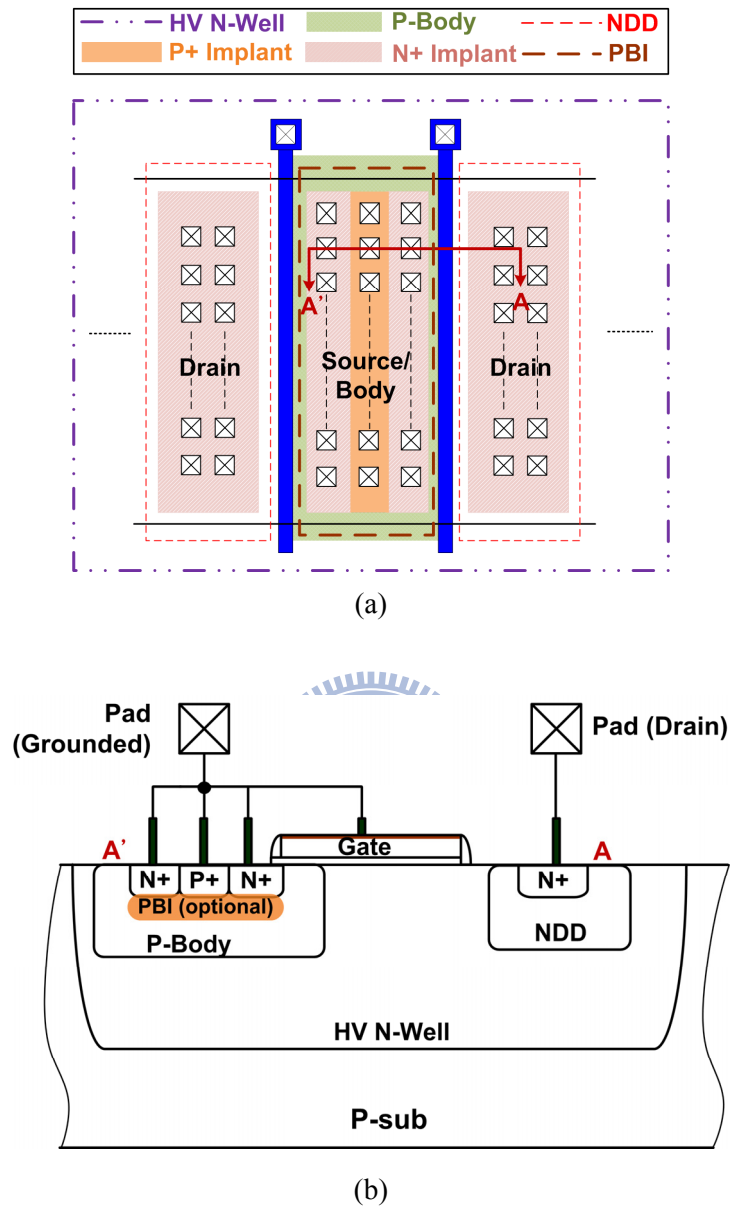 HV N-Well P-Body NDD
P+ Implant N+ Implant PBI
A' A
Drain Source/ Drain
Body
(a)
Pad
(Grounded)
Pad (Drain)
A' Gate A
N+ P+ N+ N+
PBI (optional)
P-Body NDD
HV N-Well
P-sub
(b)